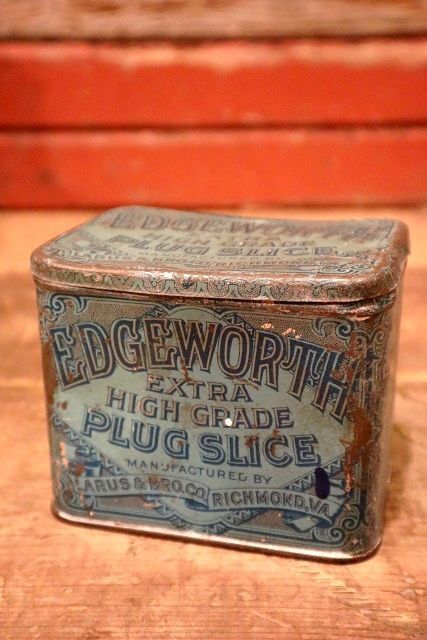 EDGEWORTH
HIGH GRADE
PLUG SLICE
EDGEWORTH
EXTRA
HIGH GRADE
PLUG SLICE
MANUFACTURED BY
LARUS & BRO. CO. RICHMOND, VA.